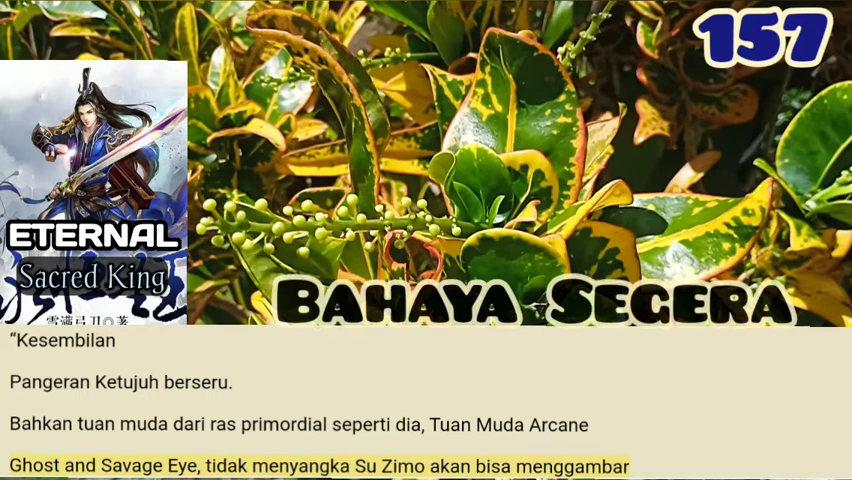 157
ETERNAL
Sacred King
BAHAYA SEGERA
“Kesembilan
Pangeran Ketujuh berseru.
Bahkan tuan muda dari ras primordial seperti dia, Tuan Muda Arcane
Ghost and Savage Eye, tidak menyangka Su Zimo akan bisa menggambar